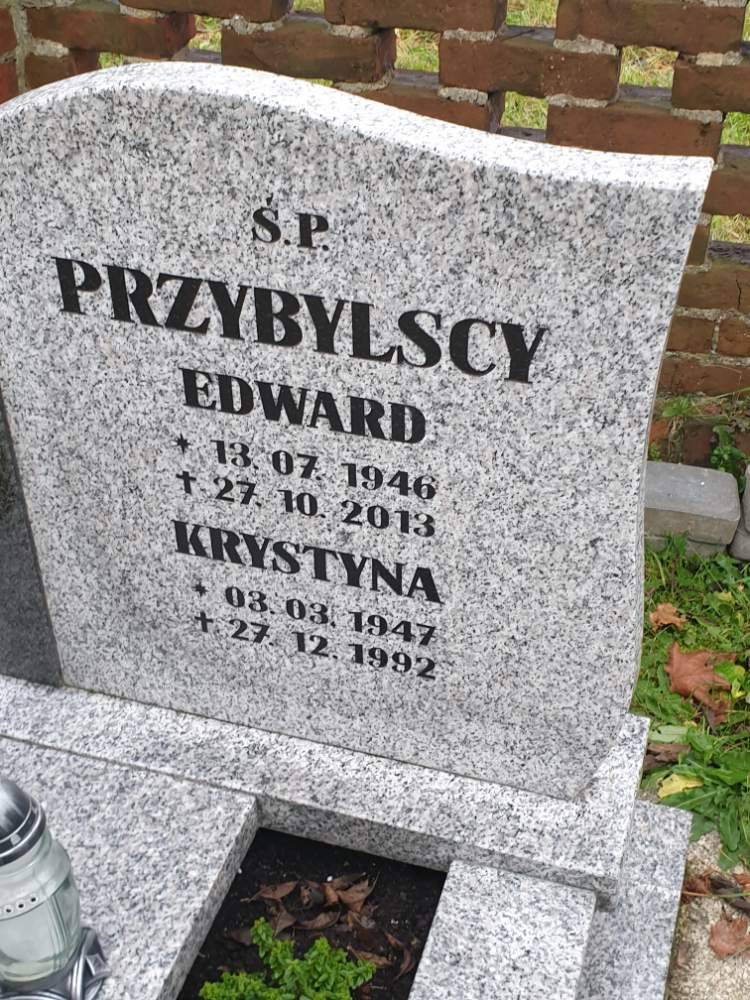 Ś.P.
PRZYBYLSCY
EDWARD
* 13. 07. 1946
✝ 27. 10. 2013
KRYSTYNA
* 03. 03. 1947
✝ 27. 12. 1992